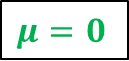 μ = 0